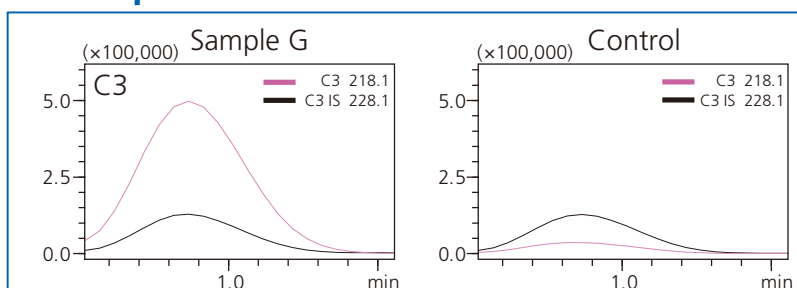 Sample G
(×100,000)
C3
C3 218.1
C3 IS 228.1
5.0
2.5
0.0
1.0
min
Control
(×100,000)
C3 218.1
C3 IS 228.1
5.0
2.5
0.0
1.0
min